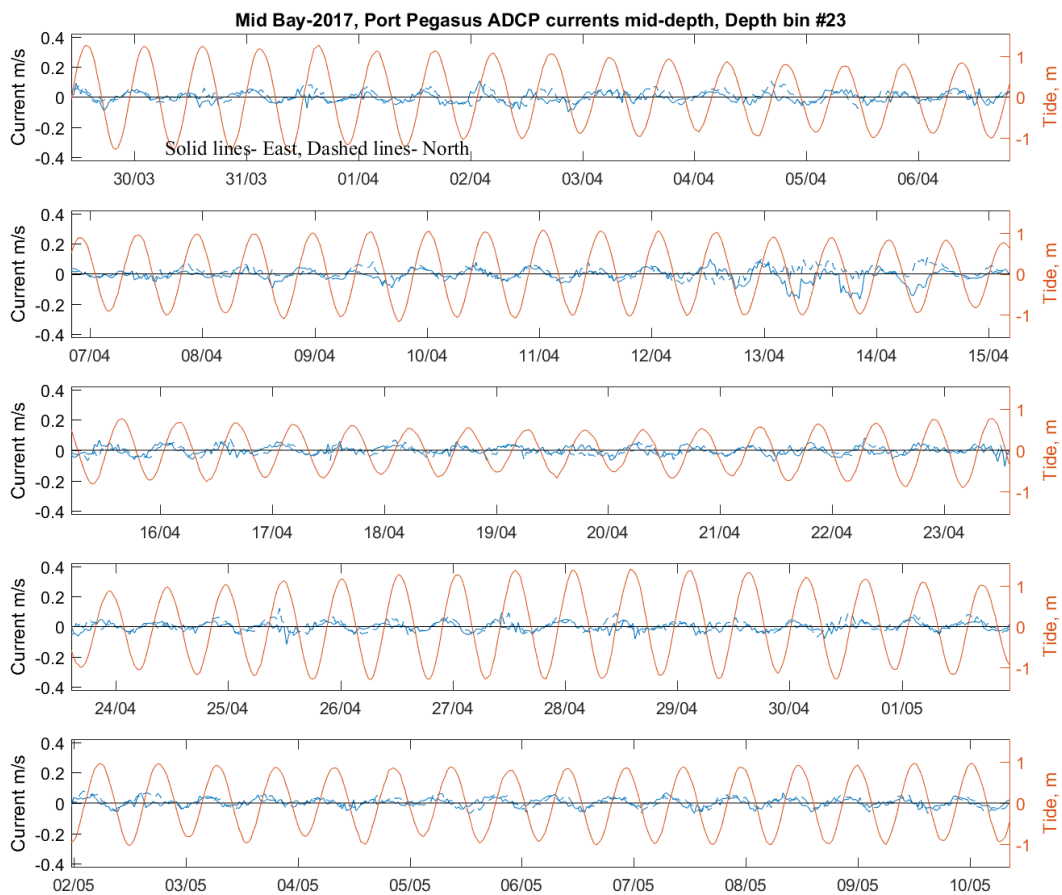 Mid Bay-2017, Port Pegasus ADCP currents mid-depth, Depth bin #23
0.4
0.2
0
-0.2
-0.4
Current m/s
1
0
-1
Tide, m
Solid lines- East, Dashed lines- North
30/03 31/03 01/04 02/04 03/04 04/04 05/04 06/04
0.4
0.2
0
-0.2
-0.4
Current m/s
1
0
-1
Tide, m
07/04 08/04 09/04 10/04 11/04 12/04 13/04 14/04 15/04
0.4
0.2
0
-0.2
-0.4
Current m/s
1
0
-1
Tide, m
16/04 17/04 18/04 19/04 20/04 21/04 22/04 23/04
0.4
0.2
0
-0.2
-0.4
Current m/s
1
0
-1
Tide, m
24/04 25/04 26/04 27/04 28/04 29/04 30/04 01/05
0.4
0.2
0
-0.2
-0.4
Current m/s
1
0
-1
Tide, m
02/05 03/05 04/05 05/05 06/05 07/05 08/05 09/05 10/05